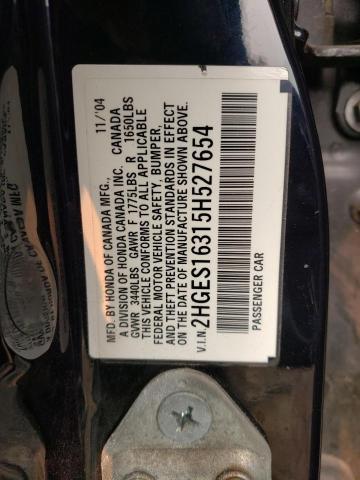 MFD. BY HONDA OF CANADA MFG., 11/'04
A DIVISION OF HONDA CANADA INC. CANADA
GVWR 3440LBS GAWR F 1775LBS R 1650LBS
THIS VEHICLE CONFORMS TO ALL APPLICABLE
FEDERAL MOTOR VEHICLE SAFETY, BUMPER,
AND THEFT PREVENTION STANDARDS IN EFFECT
ON THE DATE OF MANUFACTURE SHOWN ABOVE.
V.I.N. 2HGES16315H527654
PASSENGER CAR